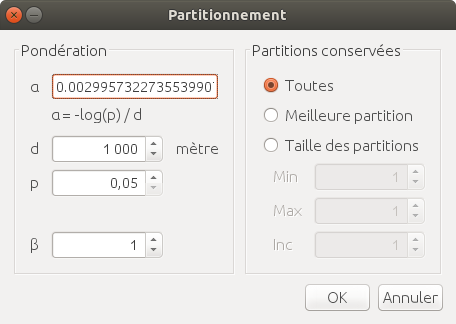 Partitionnement
Pondération
α 0.0029957322735539907
α= -log(p) / d
d 1 000 mètre
p 0,05
β 1
Partitions conservées
Toutes
Meilleure partition
Taille des partitions
Min 1
Max 1
Inc 1
OK Annuler